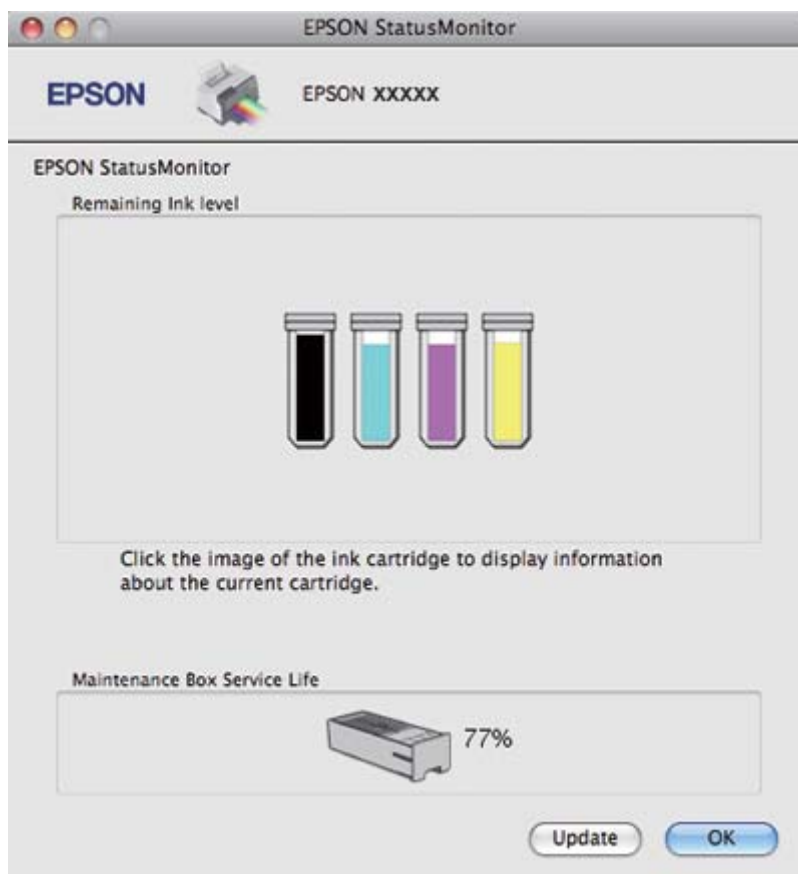 EPSON StatusMonitor
EPSON
EPSON XXXXX
EPSON StatusMonitor
Remaining Ink level
Click the image of the ink cartridge to display information
about the current cartridge.
Maintenance Box Service Life
77%
Update
OK